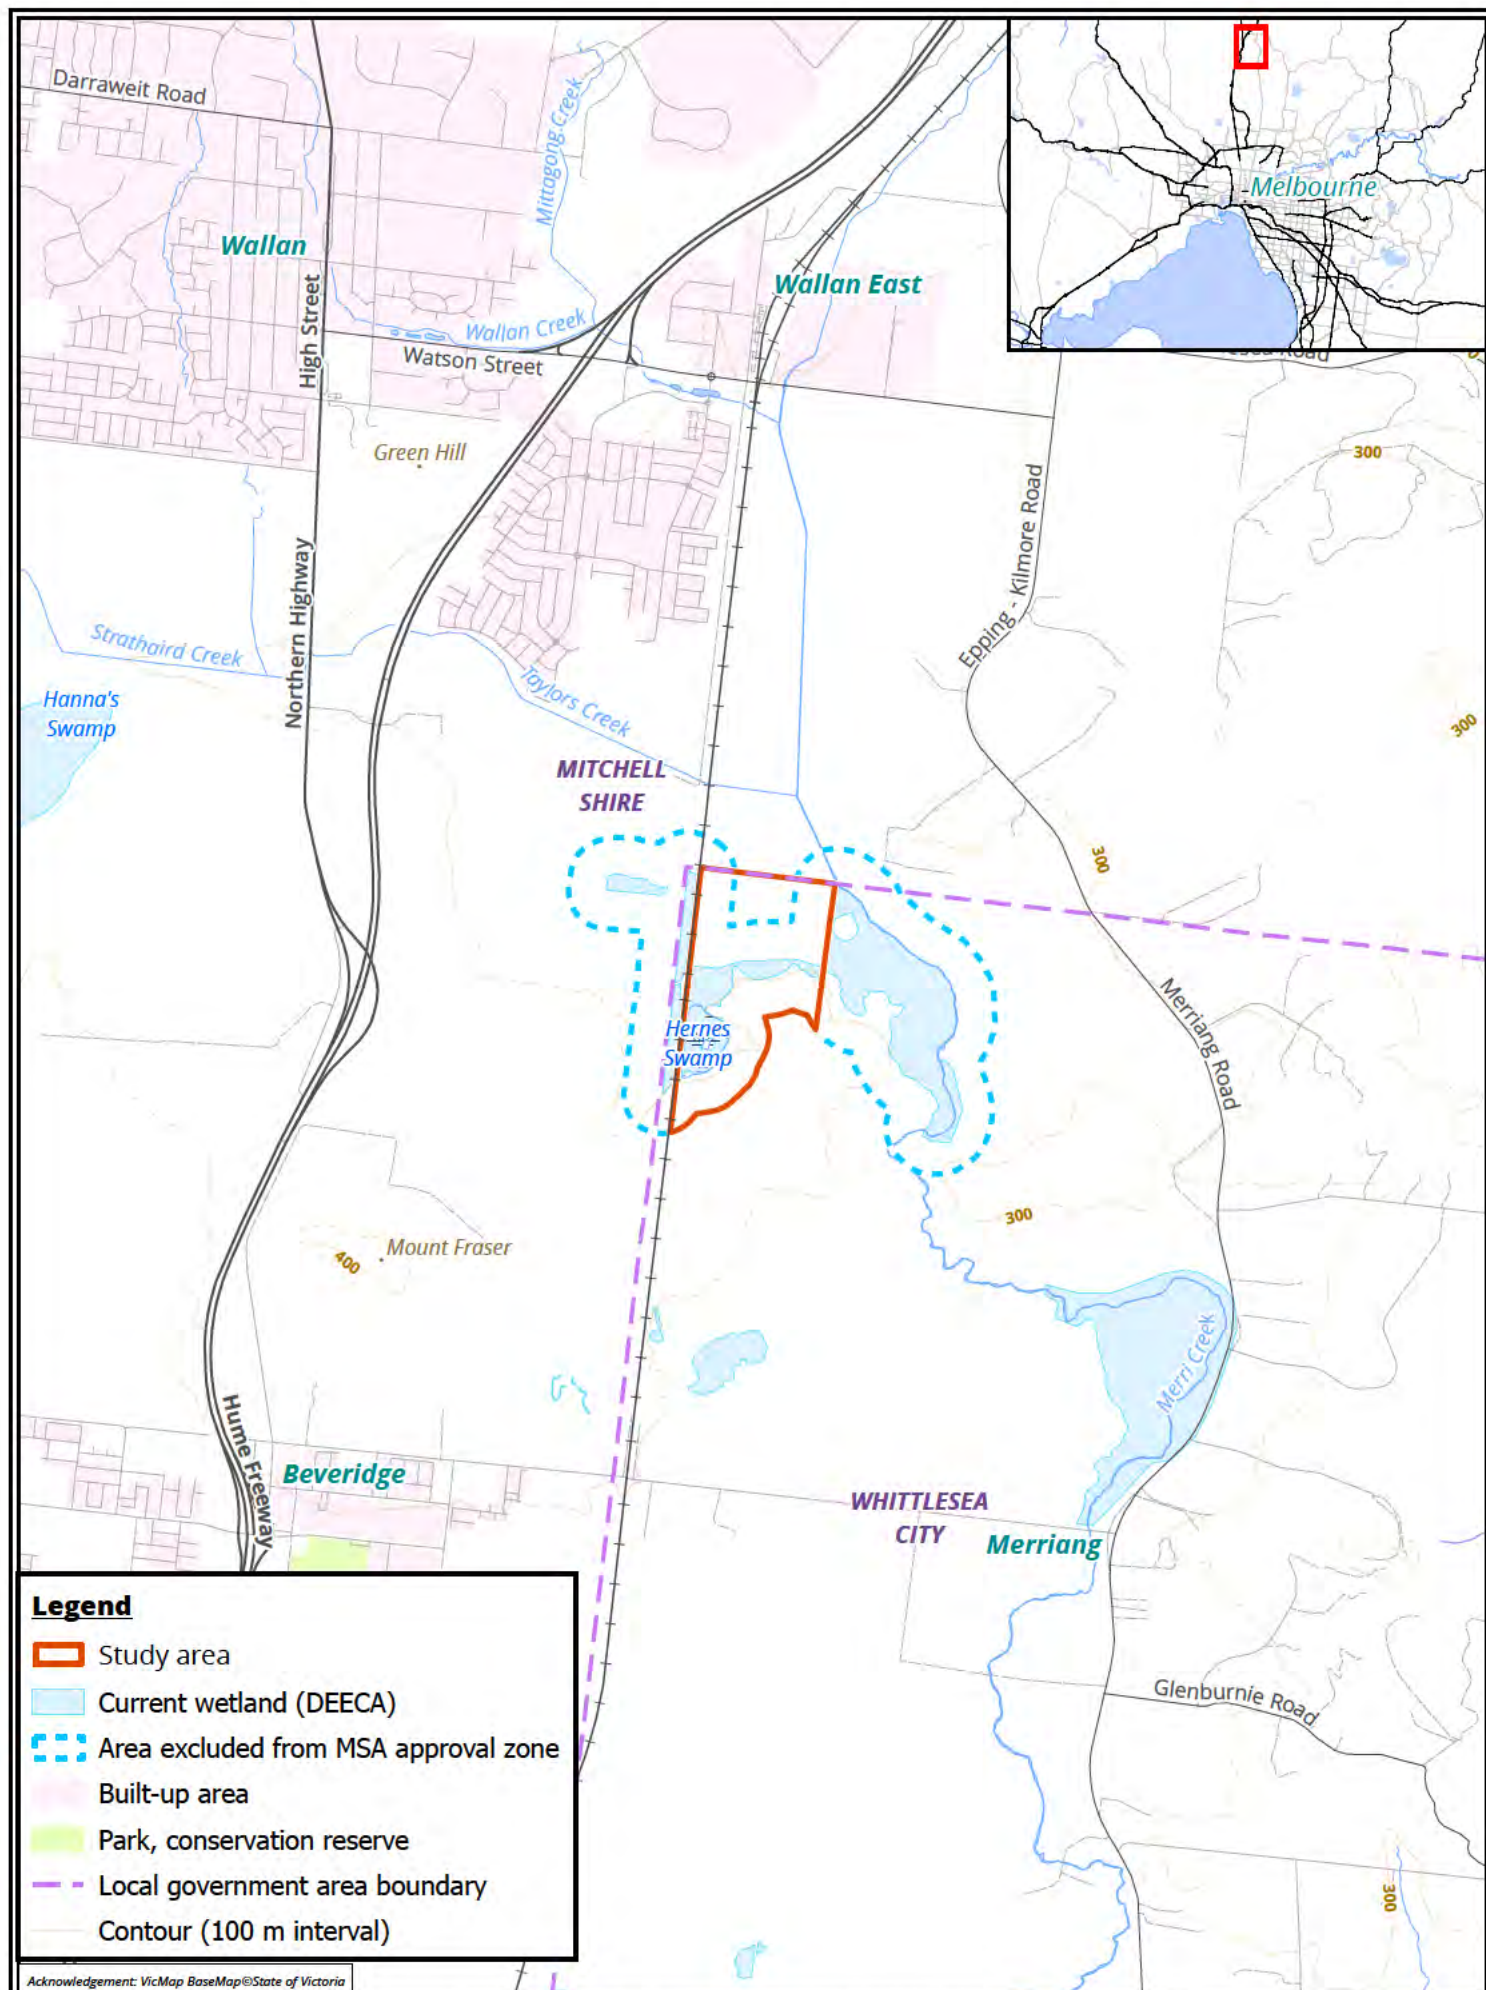 Darraweit Road
Mittagong Creek
Melbourne
Wallan
Wallan East
High Street
Wallan Creek
Watson Street
Road
Green Hill
300
Epping - Kilmore Road
Northern Highway
Strathaird Creek
Taylors Creek
Hanna's
Swamp
300
MITCHELL
SHIRE
300
Merriang Road
Hernes
Swamp
300
Mount Fraser
400
Merri Creek
Hume Freeway
Beveridge
WHITTLESEA
CITY
Merriang
Glenburnie Road
300
Legend
Study area
Current wetland (DEECA)
Area excluded from MSA approval zone
Built-up area
Park, conservation reserve
Local government area boundary
Contour (100 m interval)
Acknowledgement: VicMap BaseMap©State of Victoria